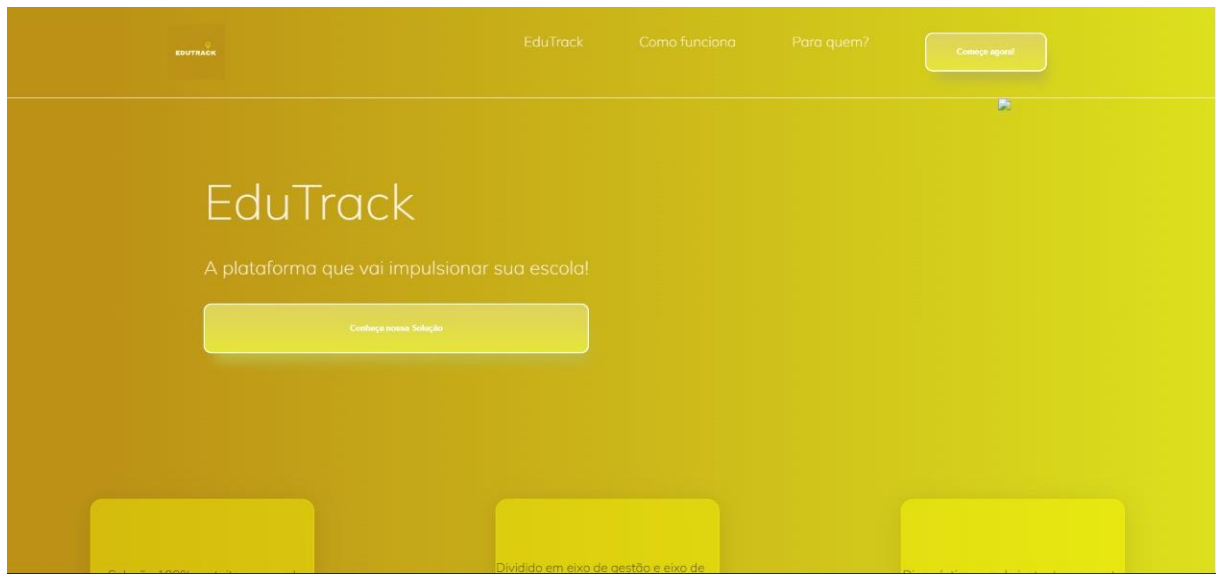 EDUTRACK
EduTrack
Como funciona
Para quem?
Começe agora!
EduTrack
A plataforma que vai impulsionar sua escola!
Conheça nossa Solução
Dividido em eixo de gestão e eixo de